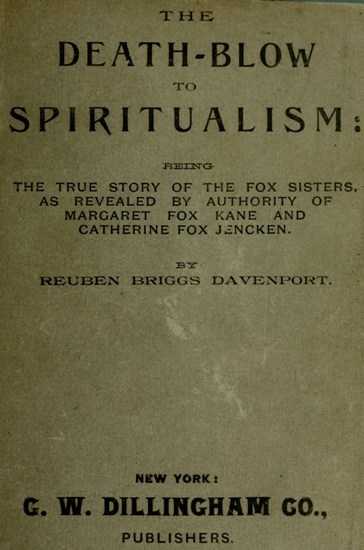 THE
DEATH-BLOW
TO
SPIRITUALISM:
BEING
THE TRUE STORY OF THE FOX SISTERS,
AS REVEALED BY AUTHORITY OF
MARGARET FOX KANE AND
CATHERINE FOX JENCKEN.
BY
REUBEN BRIGGS DAVENPORT.
NEW YORK:
G. W. DILLINGHAM CO.,
PUBLISHERS.